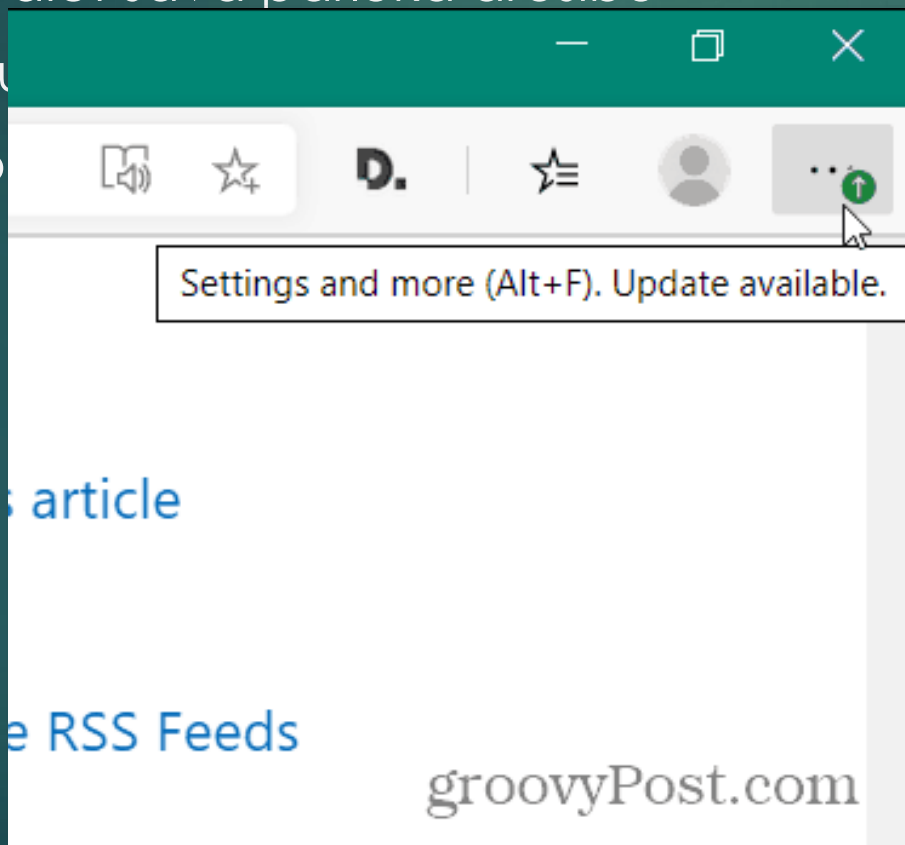 D.
Settings and more (Alt+F). Update available.
article
RSS Feeds
groovyPost.com